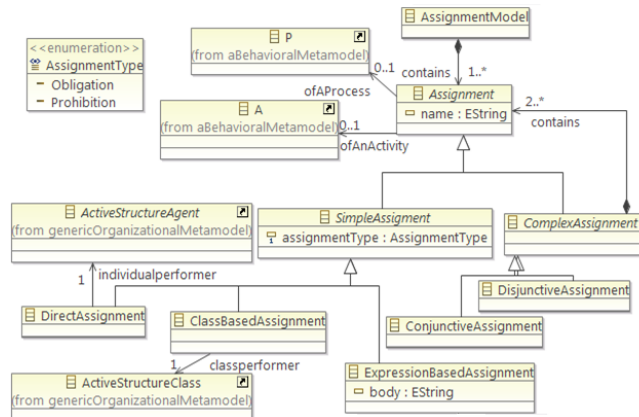 P
(from aBehavioralMetamodel)
AssignmentModel
<<enumeration>>
AssignmentType
Obligation
Prohibition
0..1
contains
1..*
ofAProcess
Assignment
name : EString
A
(from aBehavioralMetamodel)
0..1
ofAnActivity
2..*
contains
ActiveStructureAgent
(from genericOrganizationalMetamodel)
SimpleAssigment
assignmentType : AssignmentType
ComplexAssignment
1
individualperformer
DisjunctiveAssignment
DirectAssignment
ClassBasedAssignment
ConjunctiveAssignment
1
classperformer
ExpressionBasedAssignment
body : EString
ActiveStructureClass
(from genericOrganizationalMetamodel)